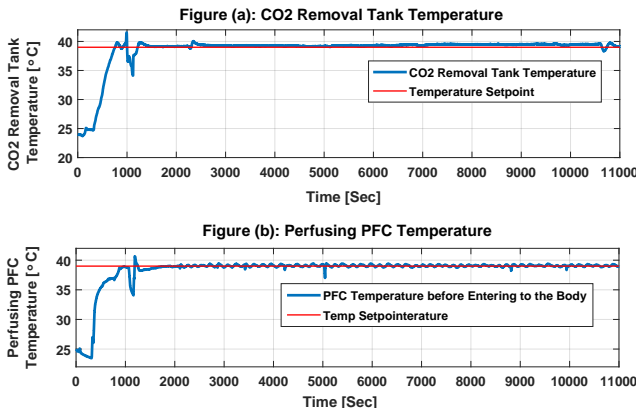 Figure (a): CO2 Removal Tank Temperature
CO2 Removal Tank
Temperature [°C]
40
35
30
25
20
CO2 Removal Tank Temperature
Temperature Setpoint
0 1000 2000 3000 4000 5000 6000 7000 8000 9000 10000 11000
Time [Sec]
Figure (b): Perfusing PFC Temperature
Perfusing PFC
Temperature [°C]
40
35
30
25
PFC Temperature before Entering to the Body
Temp Setpointerature
0 1000 2000 3000 4000 5000 6000 7000 8000 9000 10000 11000
Time [Sec]